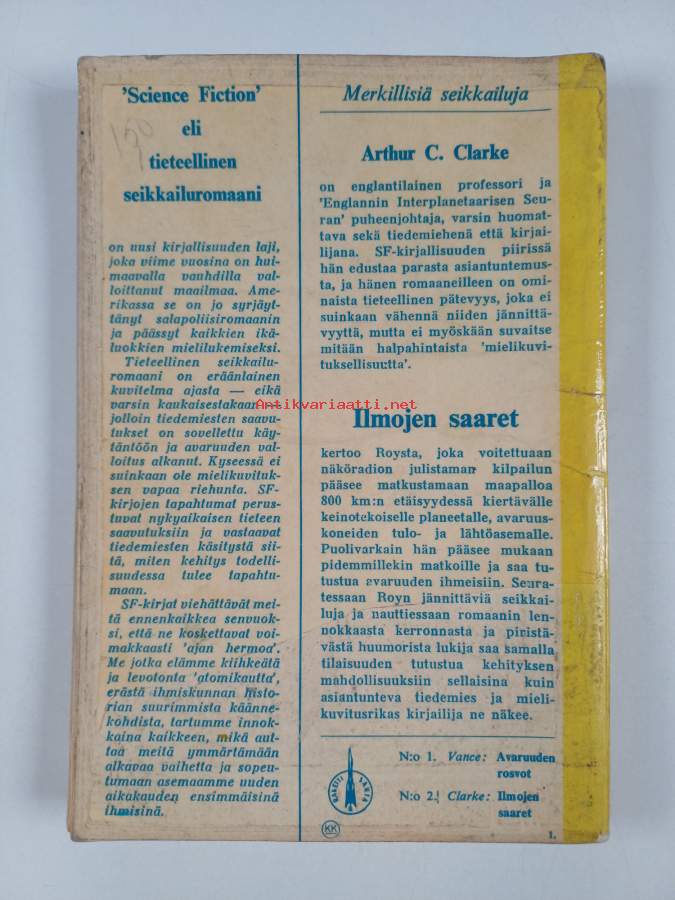 'Science Fiction'
eli
tieteellinen
seikkailuromaani
on uusi kirjallisuuden laji,
joka viime vuosina on hui-
maavalla vauhdilla val-
loittanut maailmaa. Ame-
rikassa se on jo syrjäyt-
tänyt salapoliisiromaanin
ja päässyt kaikkien ikä-
luokkien mielilukemiseksi.
Tieteellinen seikkailu-
romaani on eräänlainen
kuvitelma ajasta — eikä
varsin kaukaisestakaan —
jolloin tiedemiesten saavu-
tukset on sovellettu käy-
täntöön ja avaruuden val-
loitus alkanut. Kyseessä ei
suinkaan ole mielikuvituk-
sen vapaa riehunta. SF-
kirjojen tapahtumat perus-
tuvat nykyaikaisen tieteen
saavutuksiin ja vastaavat
tiedemiesten käsitystä sii-
tä, miten kehitys todelli-
suudessa tulee tapahtu-
maan.
SF-kirjat viehättävät mei-
tä ennenkaikkea senvuok-
si, että ne koskettavat voi-
makkaasti 'ajan hermoa'.
Me jotka elämme kiihkeätä
ja levotonta 'atomikautta',
erästä ihmiskunnan histo-
rian suurimmista käänne-
kohdista, tartumme innok-
kaina kaikkeen, mikä aut-
taa meitä ymmärtämään
alkavaa vaihetta ja sopeu-
tumaan asemaamme uuden
aikakauden ensimmäisinä
ihmisinä.
150
Merkillisiä seikkailuja
Arthur C. Clarke
on englantilainen professori ja
'Englannin Interplanetaarisen Seu-
ran' puheenjohtaja, varsin huomat-
tava sekä tiedemiehenä että kirjai-
lijana. SF-kirjallisuuden piirissä
hän edustaa parasta asiantuntemus-
ta, ja hänen romaaneilleen on omi-
naista tieteellinen pätevyys, joka ei
suinkaan vähennä niiden jännittä-
vyyttä, mutta ei myöskään suvaitse
mitään halpahintaista 'mielikuvi-
tuksellisuutta'.
Antikvariaatti.net
Ilmojen saaret
kertoo Roysta, joka voitettuaan
näköradion julistaman kilpailun
pääsee matkustamaan maapalloa
800 km:n etäisyydessä kiertävälle
keinotekoiselle planeetalle, avaruus-
koneiden tulo- ja lähtöasemalle.
Puolivarkain hän pääsee mukaan
pidemmillekin matkoille ja saa tu-
tustua avaruuden ihmeisiin. Seura-
tessaan Royn jännittäviä seikkai-
luja ja nauttiessaan romaanin len-
nokkaasta kerronnasta ja piristä-
västä huumorista lukija saa samalla
tilaisuuden tutustua kehityksen
mahdollisuuksiin sellaisina kuin
asiantunteva tiedemies ja mieli-
kuvitusrikas kirjailija ne näkee.
RAKETTI SARJA
KK
N:o 1. Vance: Avaruuden
rosvot
N:o 2. Clarke: Ilmojen
saaret
1.